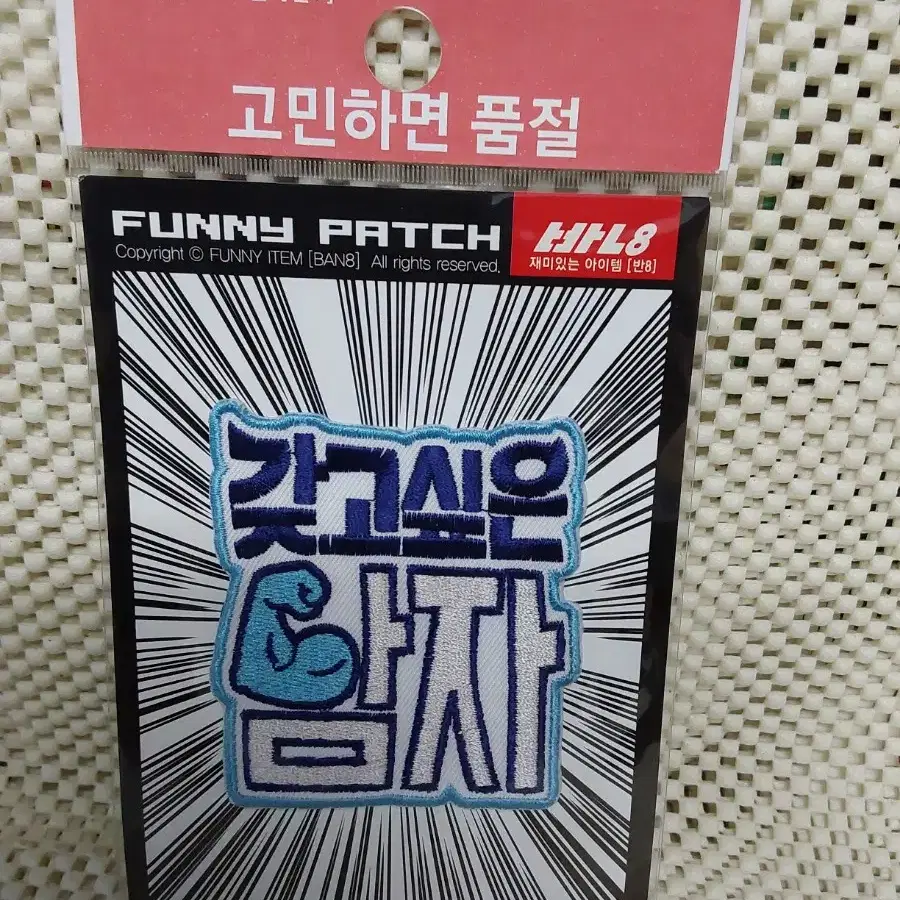 고민하면 품절
FUNNY PATCH
Copyright © FUNNY ITEM [BAN8] All rights reserved.
반8
재미있는 아이템 [반8]
갖고싶은
남자